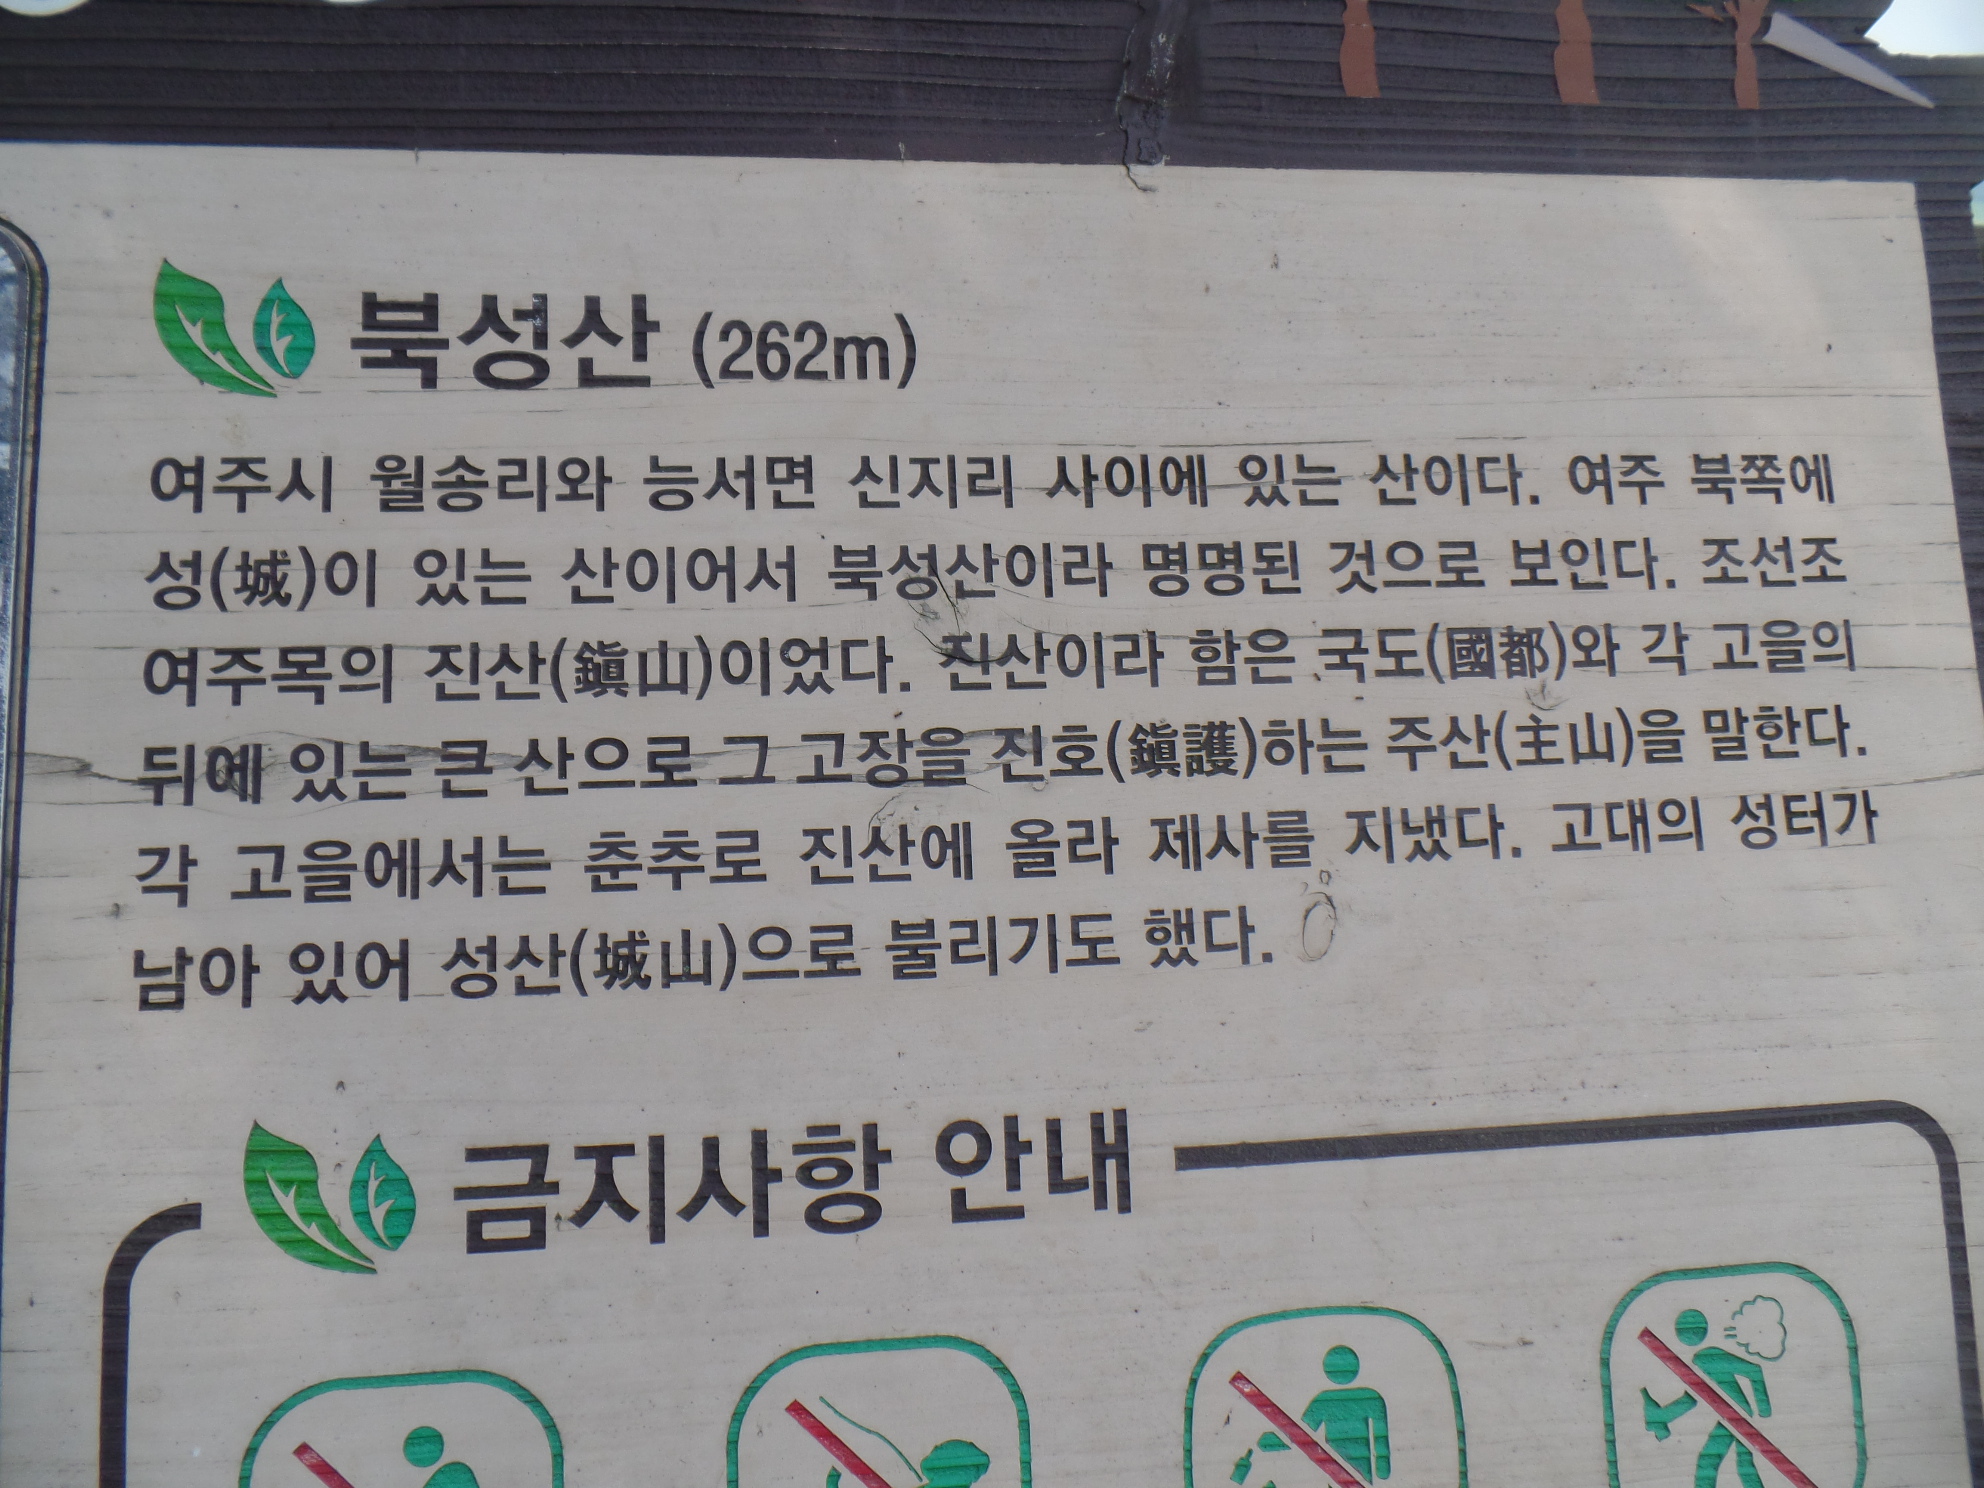 북성산 (262m)
여주시 월송리와 능서면 신지리 사이에 있는 산이다. 여주 북쪽에
성(城)이 있는 산이어서 북성산이라 명명된 것으로 보인다. 조선조
여주목의 진산(鎭山)이었다. 진산이라 함은 국도(國都)와 각 고을의
뒤에 있는 큰 산으로 그 고장을 진호(鎭護)하는 주산(主山)을 말한다.
각 고을에서는 춘추로 진산에 올라 제사를 지냈다. 고대의 성터가
남아 있어 성산(城山)으로 불리기도 했다.
금지사항 안내